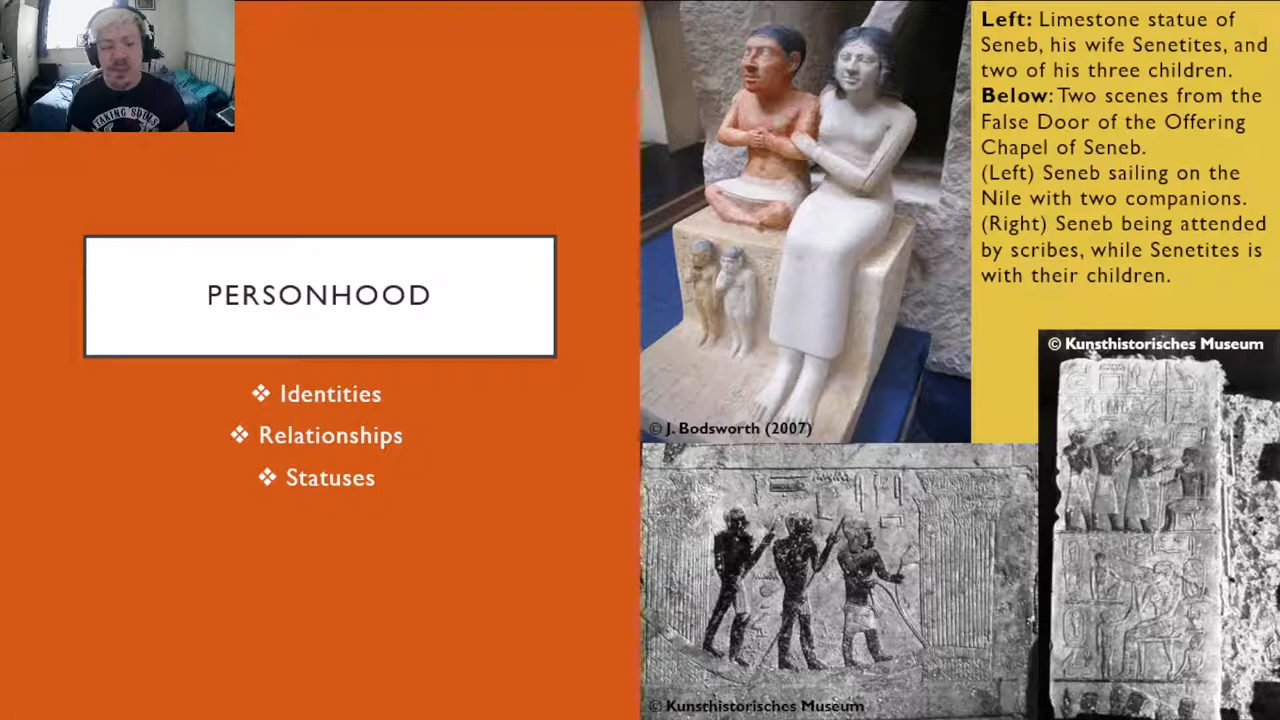 TAKING SOULS
PERSONHOOD
❖ Identities
❖ Relationships
❖ Statuses
Left: Limestone statue of
Seneb, his wife Senetites, and
two of his three children.
Below: Two scenes from the
False Door of the Offering
Chapel of Seneb.
(Left) Seneb sailing on the
Nile with two companions.
(Right) Seneb being attended
by scribes, while Senetites is
with their children.
© J. Bodsworth (2007)
© Kunsthistorisches Museum
© Kunsthistorisches Museum